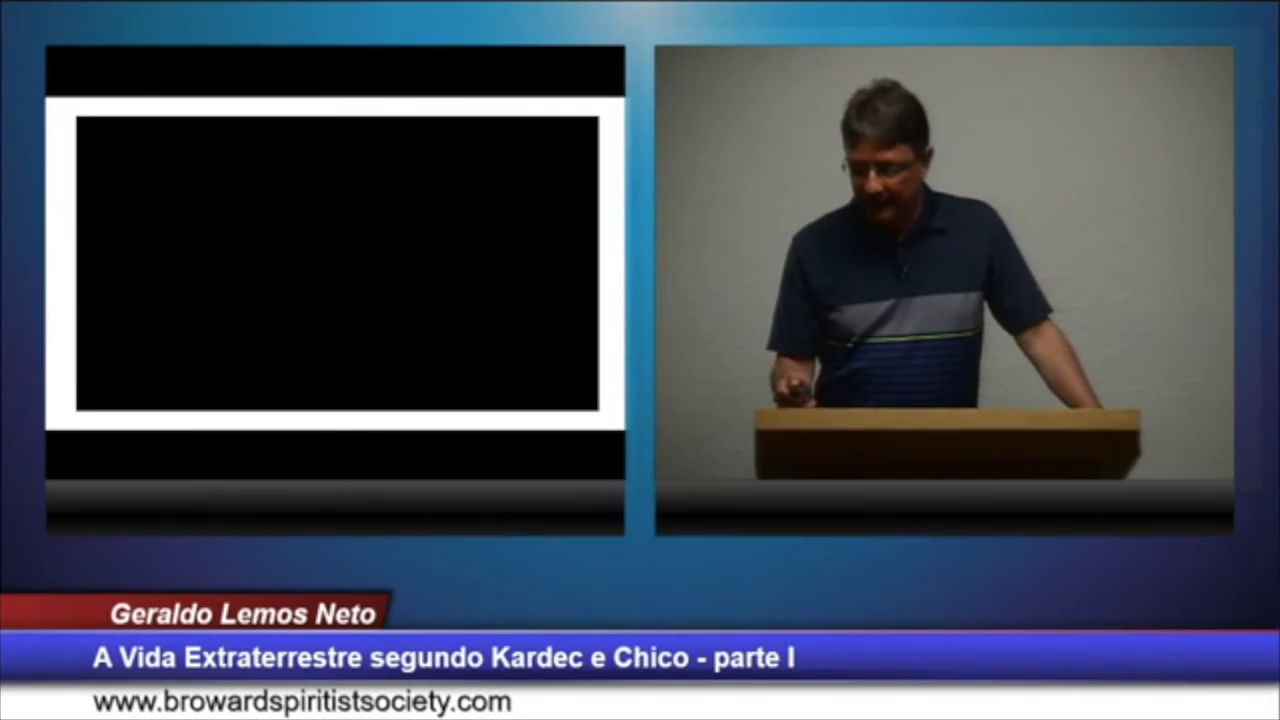 Geraldo Lemos Neto
A Vida Extraterrestre segundo Kardec e Chico - parte I
www.browardspiritistsociety.com